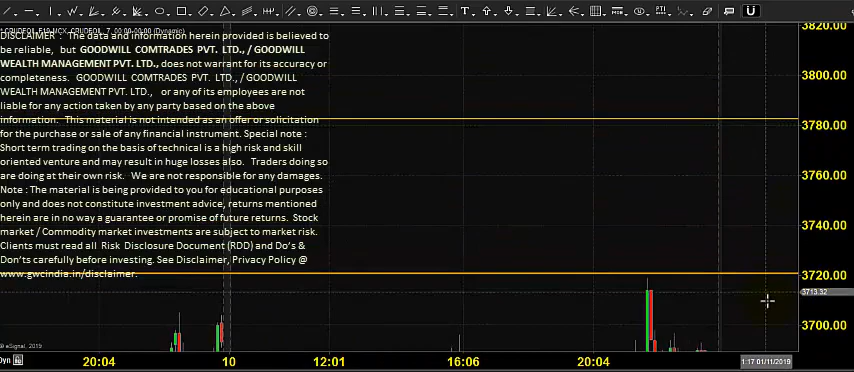 DISCLAIMER : The data and information herein provided is believed to
be reliable, but GOODWILL COMTRADES PVT. LTD., / GOODWILL
WEALTH MANAGEMENT PVT. LTD., does not warrant for its accuracy or
completeness. GOODWILL COMTRADES PVT. LTD., / GOODWILL
WEALTH MANAGEMENT PVT. LTD., or any of its employees are not
liable for any action taken by any party based on the above
information. This material is not intended as an offer or solicitation
for the purchase or sale of any financial instrument. Special note :
Short term trading on the basis of technical is a high risk and skill
oriented venture and may result in huge losses also. Traders doing so
are doing at their own risk. We are not responsible for any damages.
Note : The material is being provided to you for educational purposes
only and does not constitute investment advice, returns mentioned
herein are in no way a guarantee or promise of future returns. Stock
market / Commodity market investments are subject to market risk.
Clients must read all Risk Disclosure Document (RDD) and Do's &
Don'ts carefully before investing. See Disclaimer, Privacy Policy @
www.gwcindia.in/disclaimer.
3820.00
3800.00
3780.00
3760.00
3740.00
3720.00
3713.32
3700.00
© eSignal, 2019
Dyn
20:04
10
12:01
16:06
20:04
1:17 01/11/2019